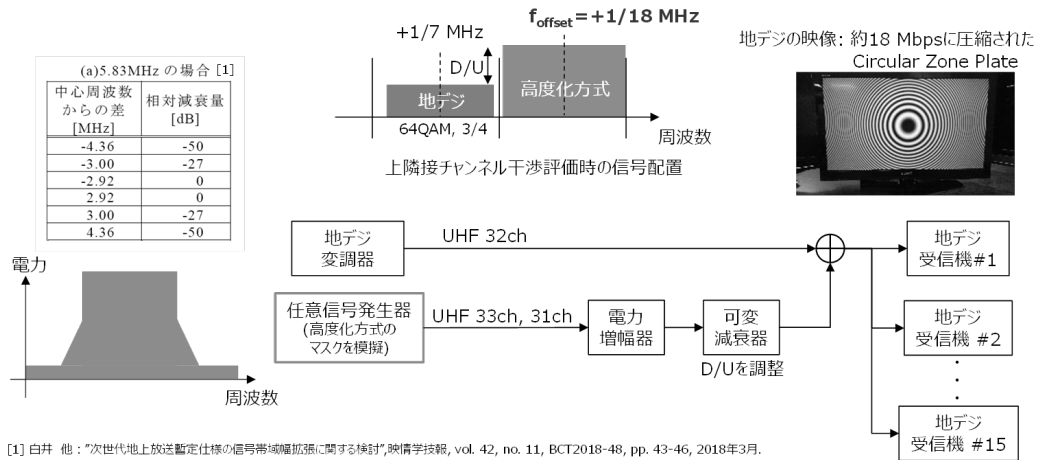 (a)5.83MHz の場合 [1]
中心周波数
からの差
[MHz]
相対減衰量
[dB]
-4.36 -50
-3.00 -27
-2.92 0
2.92 0
3.00 -27
4.36 -50
foffset=+1/18 MHz
+1/7 MHz
D/U
地デジ
高度化方式
64QAM, 3/4
周波数
上隣接チャンネル干渉評価時の信号配置
地デジの映像: 約18 Mbpsに圧縮された
Circular Zone Plate
電力
周波数
地デジ
変調器
UHF 32ch
任意信号発生器
(高度化方式の
マスクを模擬)
UHF 33ch, 31ch
電力
増幅器
可変
減衰器
D/Uを調整
地デジ
受信機#1
地デジ
受信機 #2
地デジ
受信機 #15
[1] 白井 他："次世代地上放送暫定仕様の信号帯域幅拡張に関する検討",映情学技報, vol. 42, no. 11, BCT2018-48, pp. 43-46, 2018年3月.